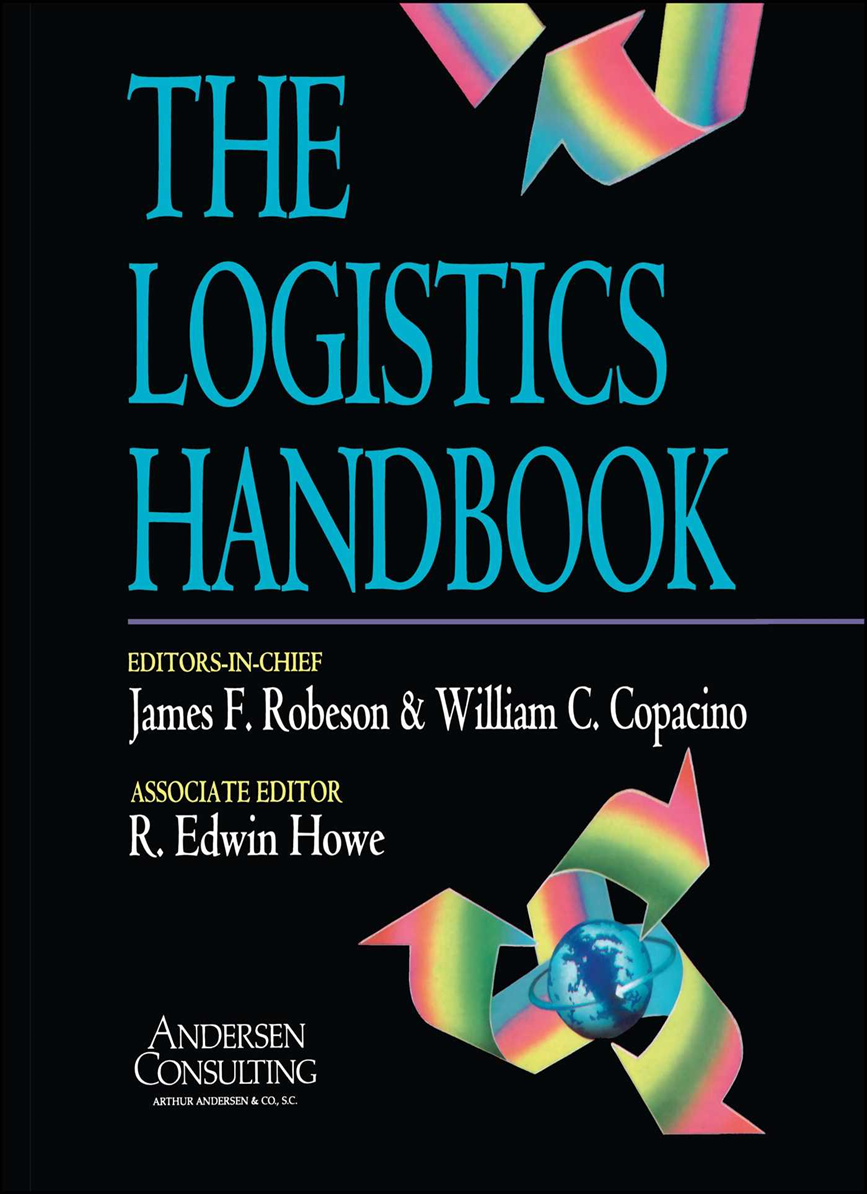 THE
LOGISTICS
HANDBOOK
EDITORS-IN-CHIEF
James F. Robeson & William C. Copacino
ASSOCIATE EDITOR
R. Edwin Howe
ANDERSEN
CONSULTING
ARTHUR ANDERSEN & CO., S.C.